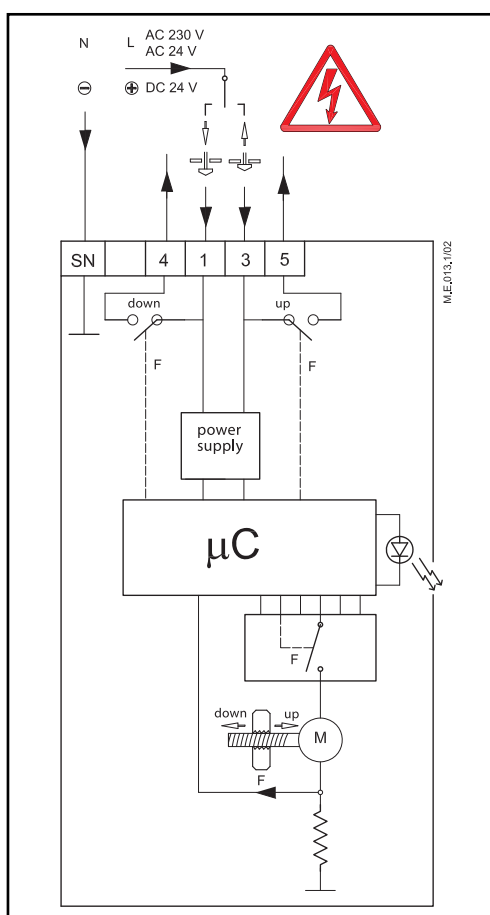 N L AC 230 V
AC 24 V
⊖ ⊕ DC 24 V
SN 4 1 3 5
M.E.013.1/02
down up
F F
power
supply
µC
F
down up
M
F